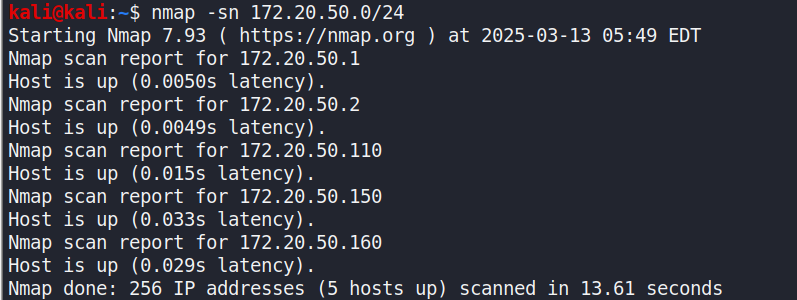 kali@kali:~$ nmap -sn 172.20.50.0/24
Starting Nmap 7.93 ( https://nmap.org ) at 2025-03-13 05:49 EDT
Nmap scan report for 172.20.50.1
Host is up (0.0050s latency).
Nmap scan report for 172.20.50.2
Host is up (0.0049s latency).
Nmap scan report for 172.20.50.110
Host is up (0.015s latency).
Nmap scan report for 172.20.50.150
Host is up (0.033s latency).
Nmap scan report for 172.20.50.160
Host is up (0.029s latency).
Nmap done: 256 IP addresses (5 hosts up) scanned in 13.61 seconds